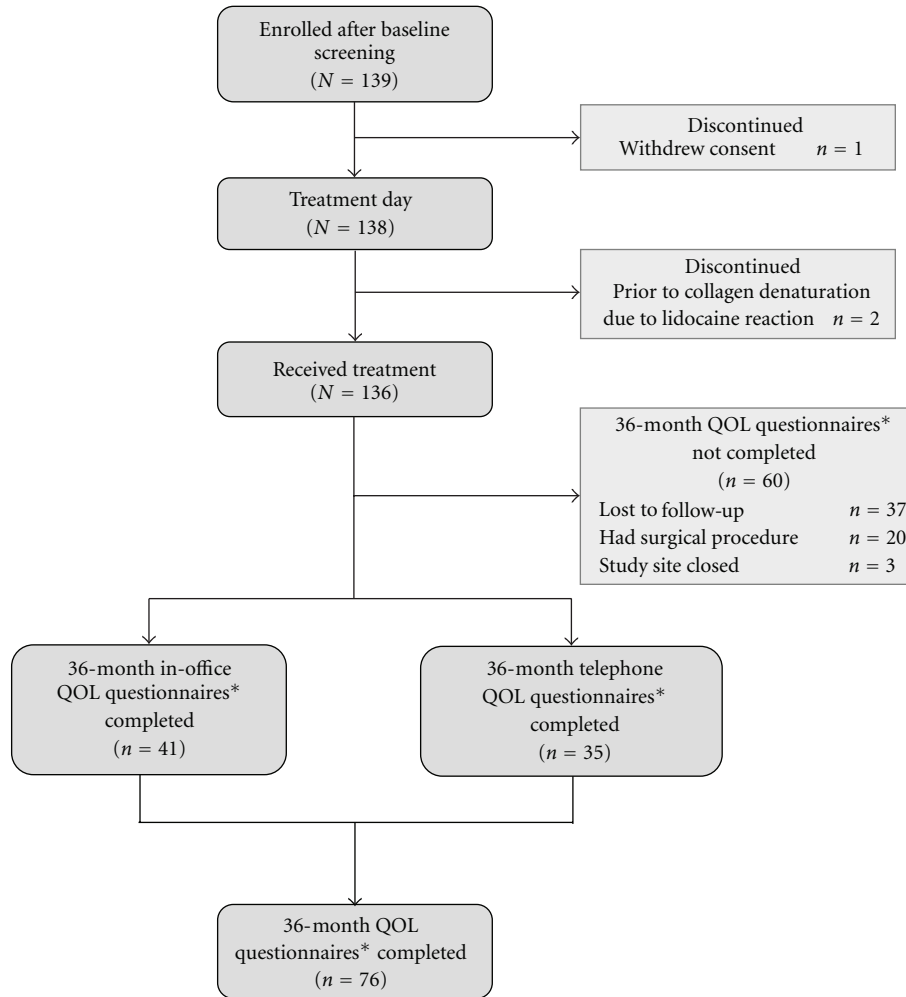 Enrolled after baseline
screening
(N = 139)
Discontinued
Withdrew consent n = 1
Treatment day
(N = 138)
Discontinued
Prior to collagen denaturation
due to lidocaine reaction n = 2
Received treatment
(N = 136)
36-month QOL questionnaires*
not completed
(n = 60)
Lost to follow-up n = 37
Had surgical procedure n = 20
Study site closed n = 3
36-month in-office
QOL questionnaires*
completed
(n = 41)
36-month telephone
QOL questionnaires*
completed
(n = 35)
36-month QOL
questionnaires* completed
(n = 76)